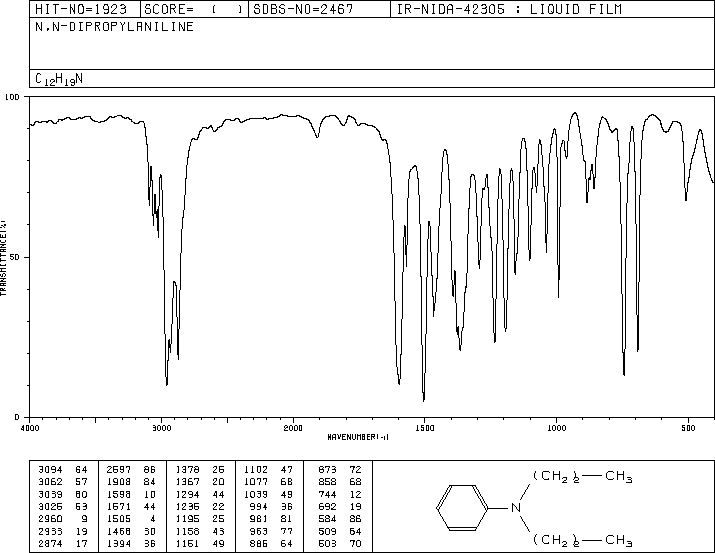 HIT-NO=1923 SCORE= ( ) SDBS-NO=2467 IR-NIDA-42305 : LIQUID FILM
N,N-DIPROPYLANILINE
C12H19N
100
50
0
TRANSMITTANCE(%)
4000 3000 2000 1500 1000 500
WAVENUMBER(-1)
3094 64 2597 86 1378 26 1102 47 873 72
3062 57 1908 84 1367 20 1077 68 858 68
3039 60 1598 10 1294 44 1039 49 744 12
3026 53 1571 44 1236 22 994 36 692 19
2960 9 1505 4 1195 25 981 81 584 86
2933 19 1468 30 1158 43 963 77 509 64
2874 17 1394 36 1151 49 886 64 503 70
(CH2)2 CH3
N
(CH2)2 CH3